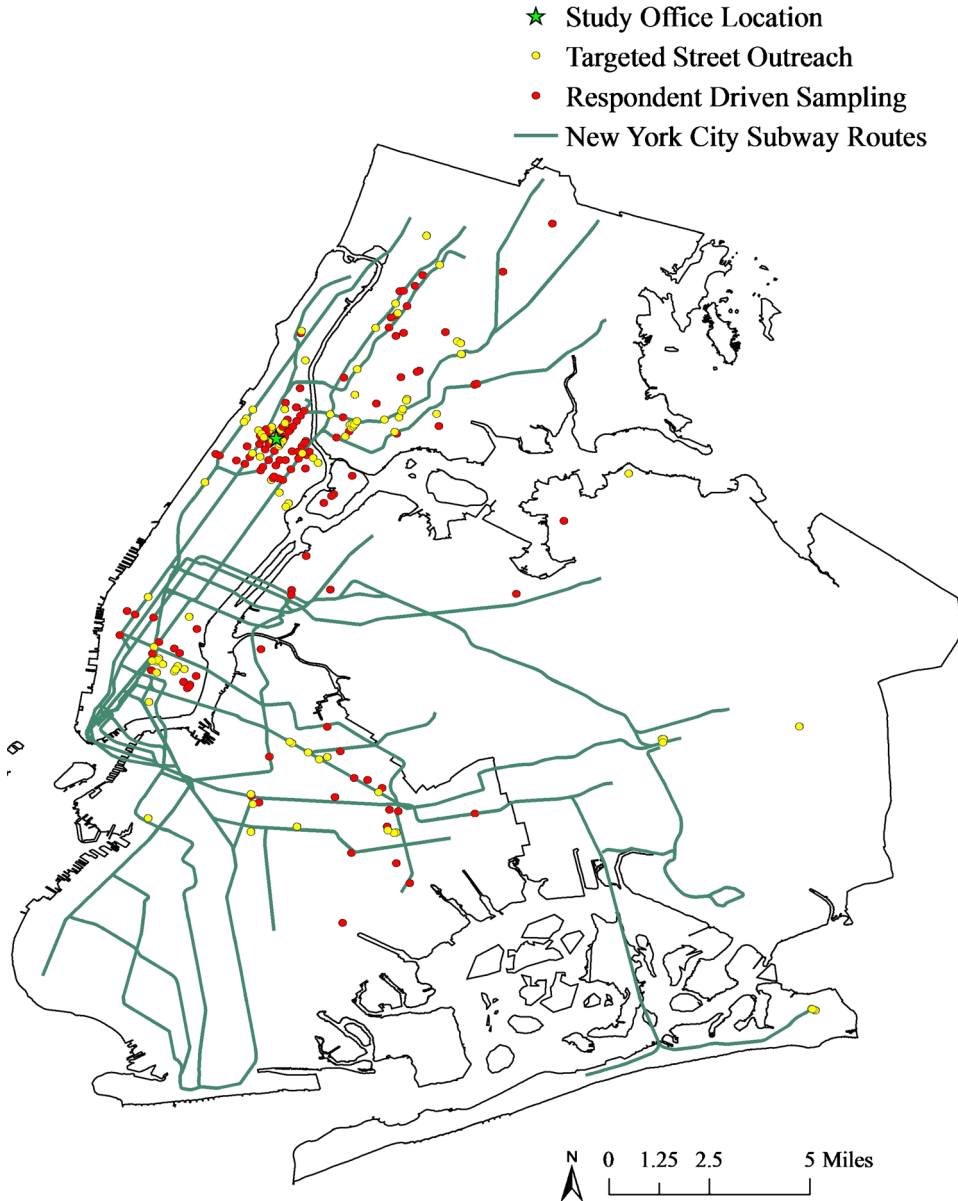 Study Office Location
Targeted Street Outreach
Respondent Driven Sampling
New York City Subway Routes
N
0 1.25 2.5 5 Miles